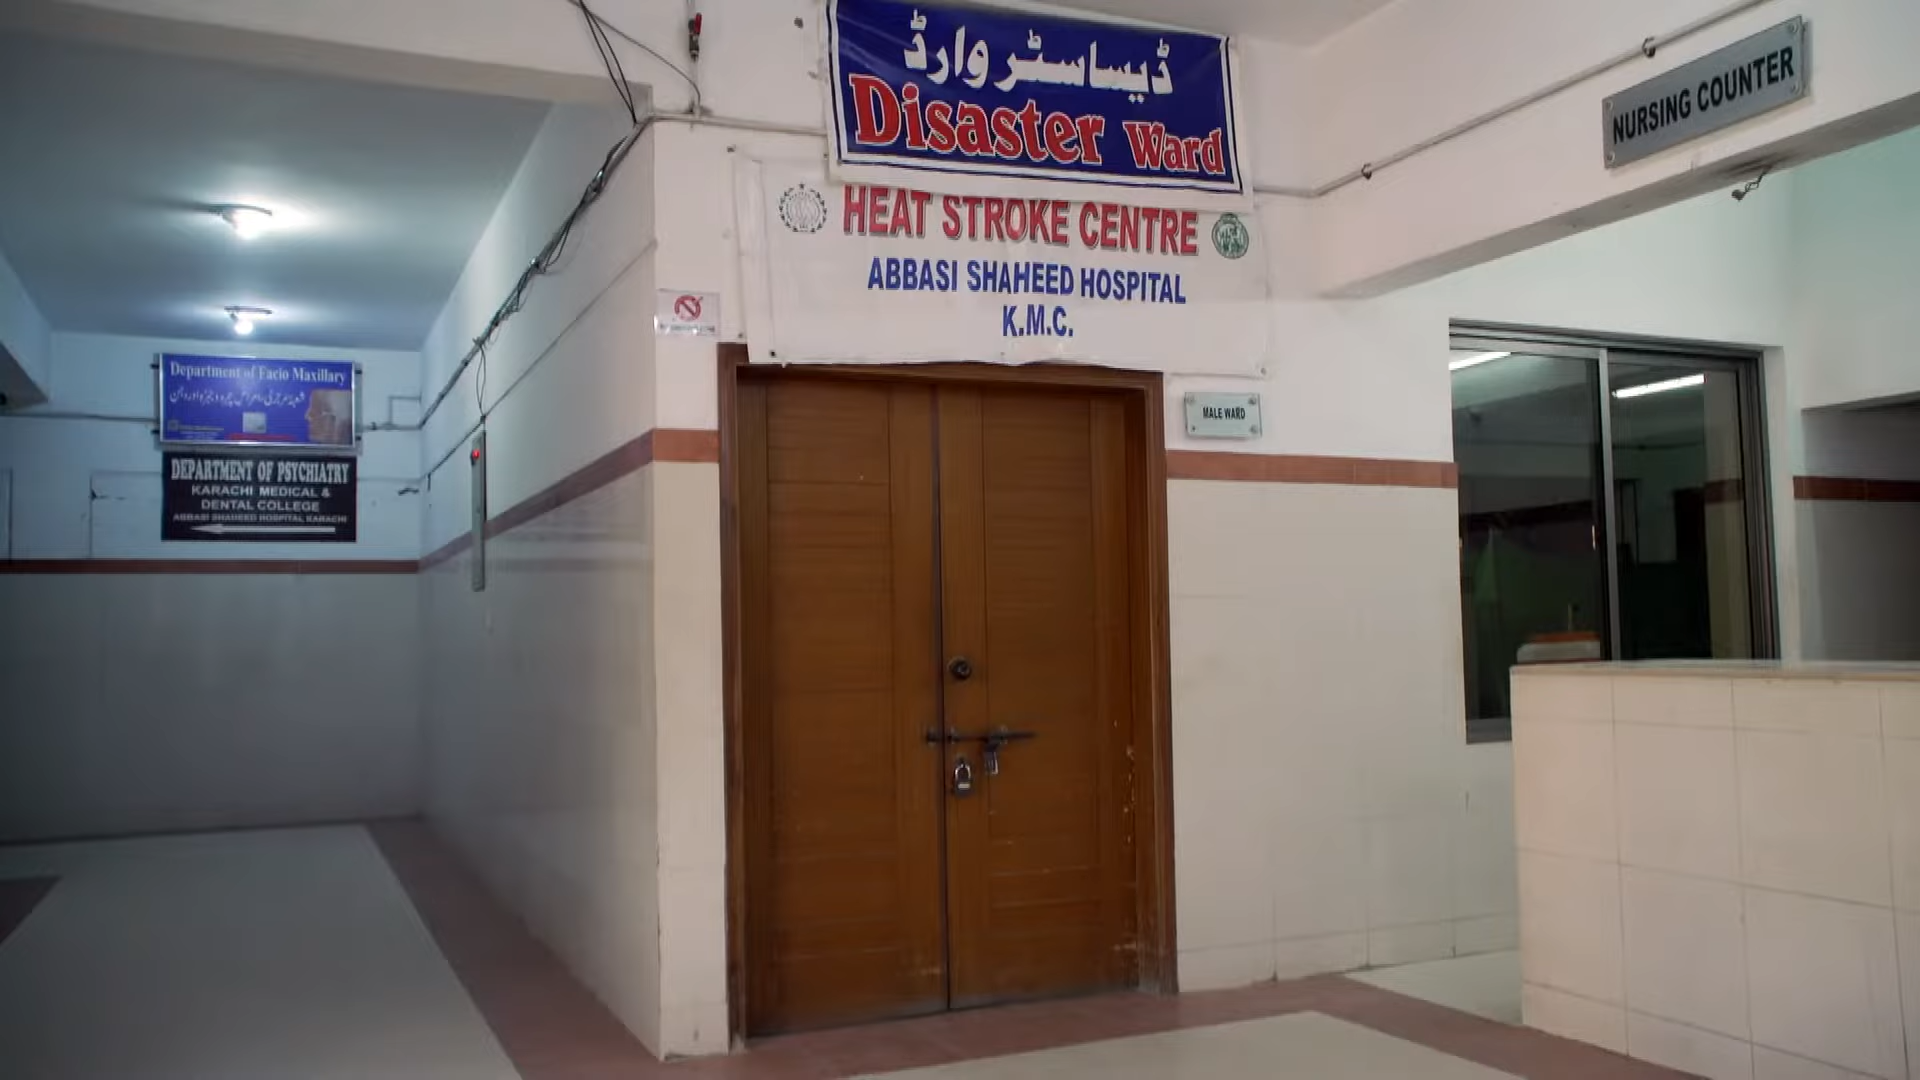 ڈیساسٹر وارڈ
Disaster Ward
HEAT STROKE CENTRE
ABBASI SHAHEED HOSPITAL
K.M.C.
NURSING COUNTER
MALE WARD
Department of Facio Maxillary
DEPARTMENT OF PSYCHIATRY
KARACHI MEDICAL &
DENTAL COLLEGE
ABBASI SHAHEED HOSPITAL KARACHI